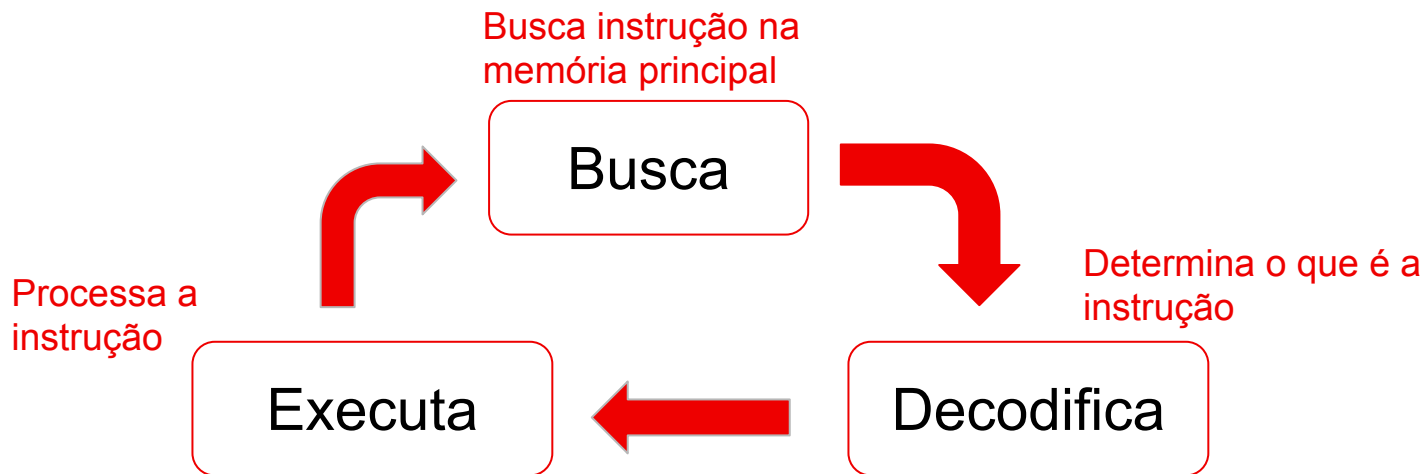 Busca instrução na
memória principal
Busca
Determina o que é a
instrução
Processa a
instrução
Executa
Decodifica